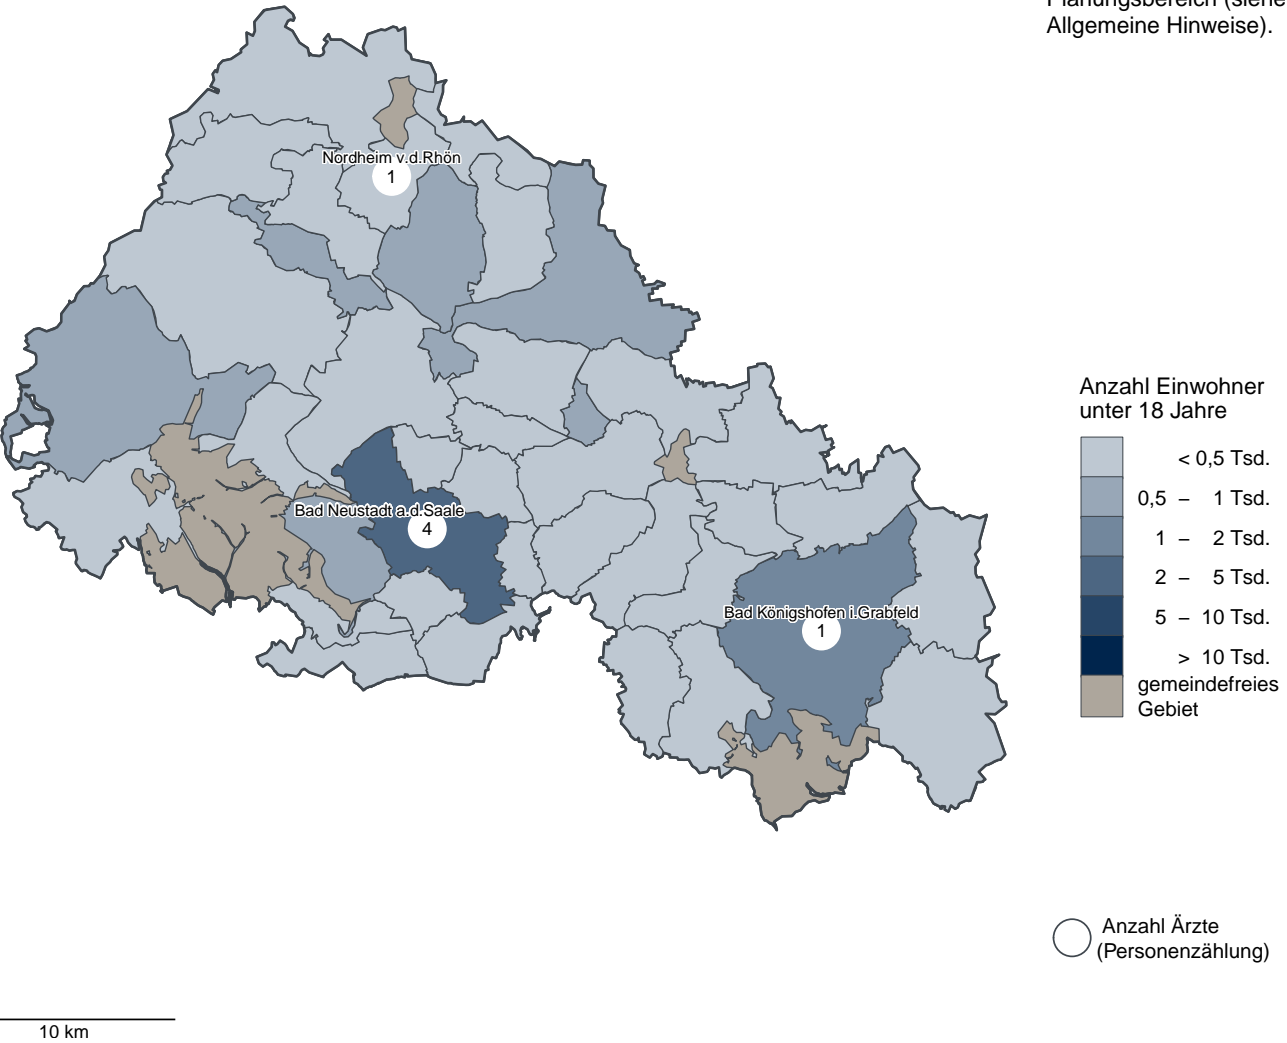 Planungsbereich (siehe
Allgemeine Hinweise).
Nordheim v.d.Rhön
1
Bad Neustadt a.d.Saale
4
Bad Königshofen i.Grabfeld
1
Anzahl Einwohner
unter 18 Jahre
< 0,5 Tsd.
0,5 – 1 Tsd.
1 – 2 Tsd.
2 – 5 Tsd.
5 – 10 Tsd.
> 10 Tsd.
gemeindefreies
Gebiet
Anzahl Ärzte
(Personenzählung)
10 km